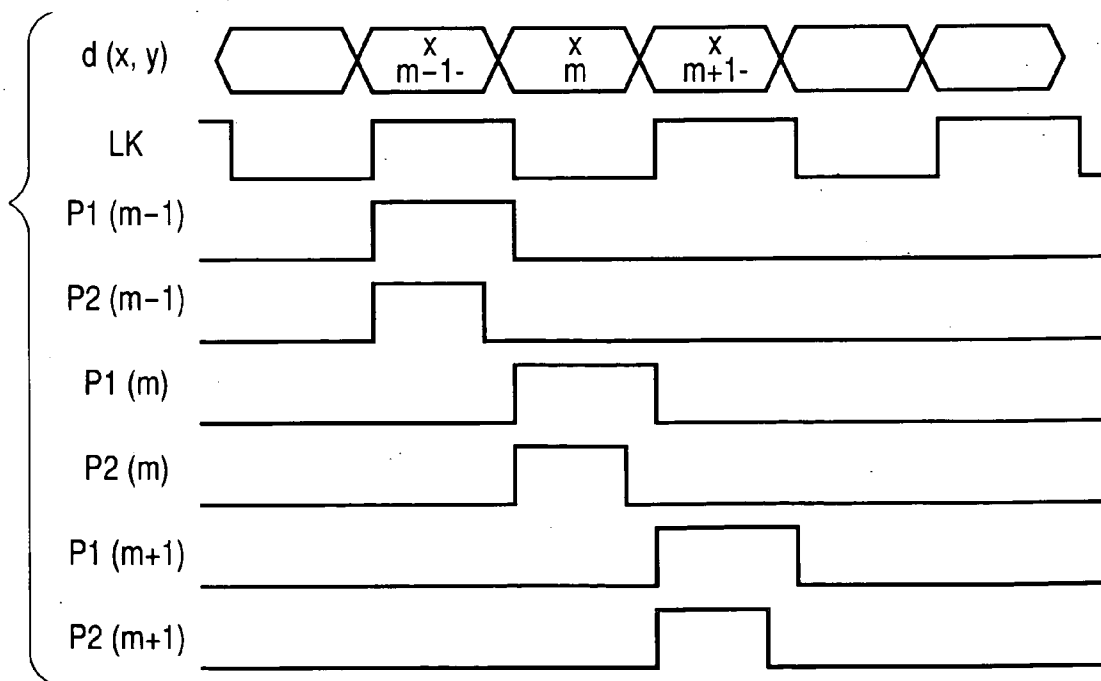 d (x, y)
x x x
m−1- m m+1-
LK
P1 (m−1)
P2 (m−1)
P1 (m)
P2 (m)
P1 (m+1)
P2 (m+1)